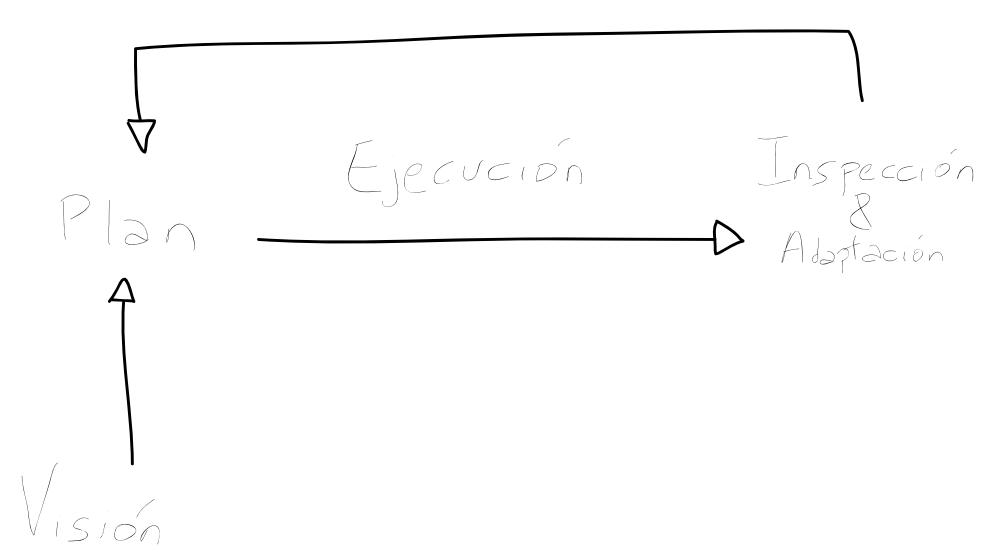 Ejecución
Inspección
&
Adaptación
Plan
Visión